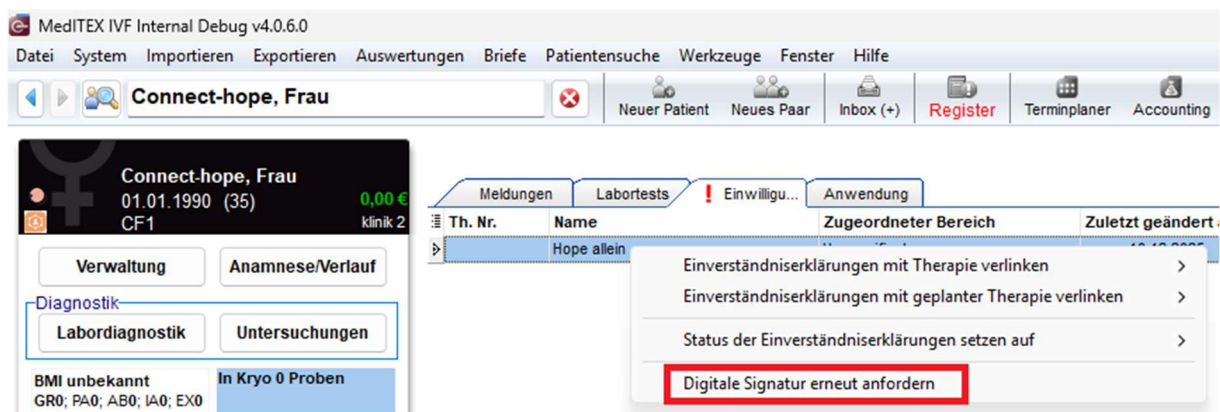 MedITEX IVF Internal Debug v4.0.6.0
Datei System Importieren Exportieren Auswertungen Briefe Patientensuche Werkzeuge Fenster Hilfe
Connect-hope, Frau
Neuer Patient Neues Paar Inbox (+) Register Terminplaner Accounting
Connect-hope, Frau
01.01.1990 (35) 0,00 €
CF1 klinik 2
Meldungen Labortests Einwilligu... Anwendung
Th. Nr. Name Zugeordneter Bereich Zuletzt geändert
Hope allein
Verwaltung Anamnese/Verlauf
Diagnostik
Labordiagnostik Untersuchungen
BMI unbekannt In Kryo 0 Proben
GR0; PA0; AB0; IA0; EX0
Einverständniserklärungen mit Therapie verlinken
Einverständniserklärungen mit geplanter Therapie verlinken
Status der Einverständniserklärungen setzen auf
Digitale Signatur erneut anfordern